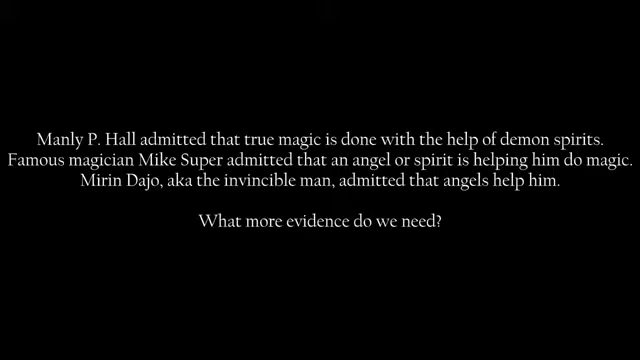 Manly P. Hall admitted that true magic is done with the help of demon spirits.
Famous magician Mike Super admitted that an angel or spirit is helping him do magic.
Mirin Dajo, aka the invincible man, admitted that angels help him.
What more evidence do we need?